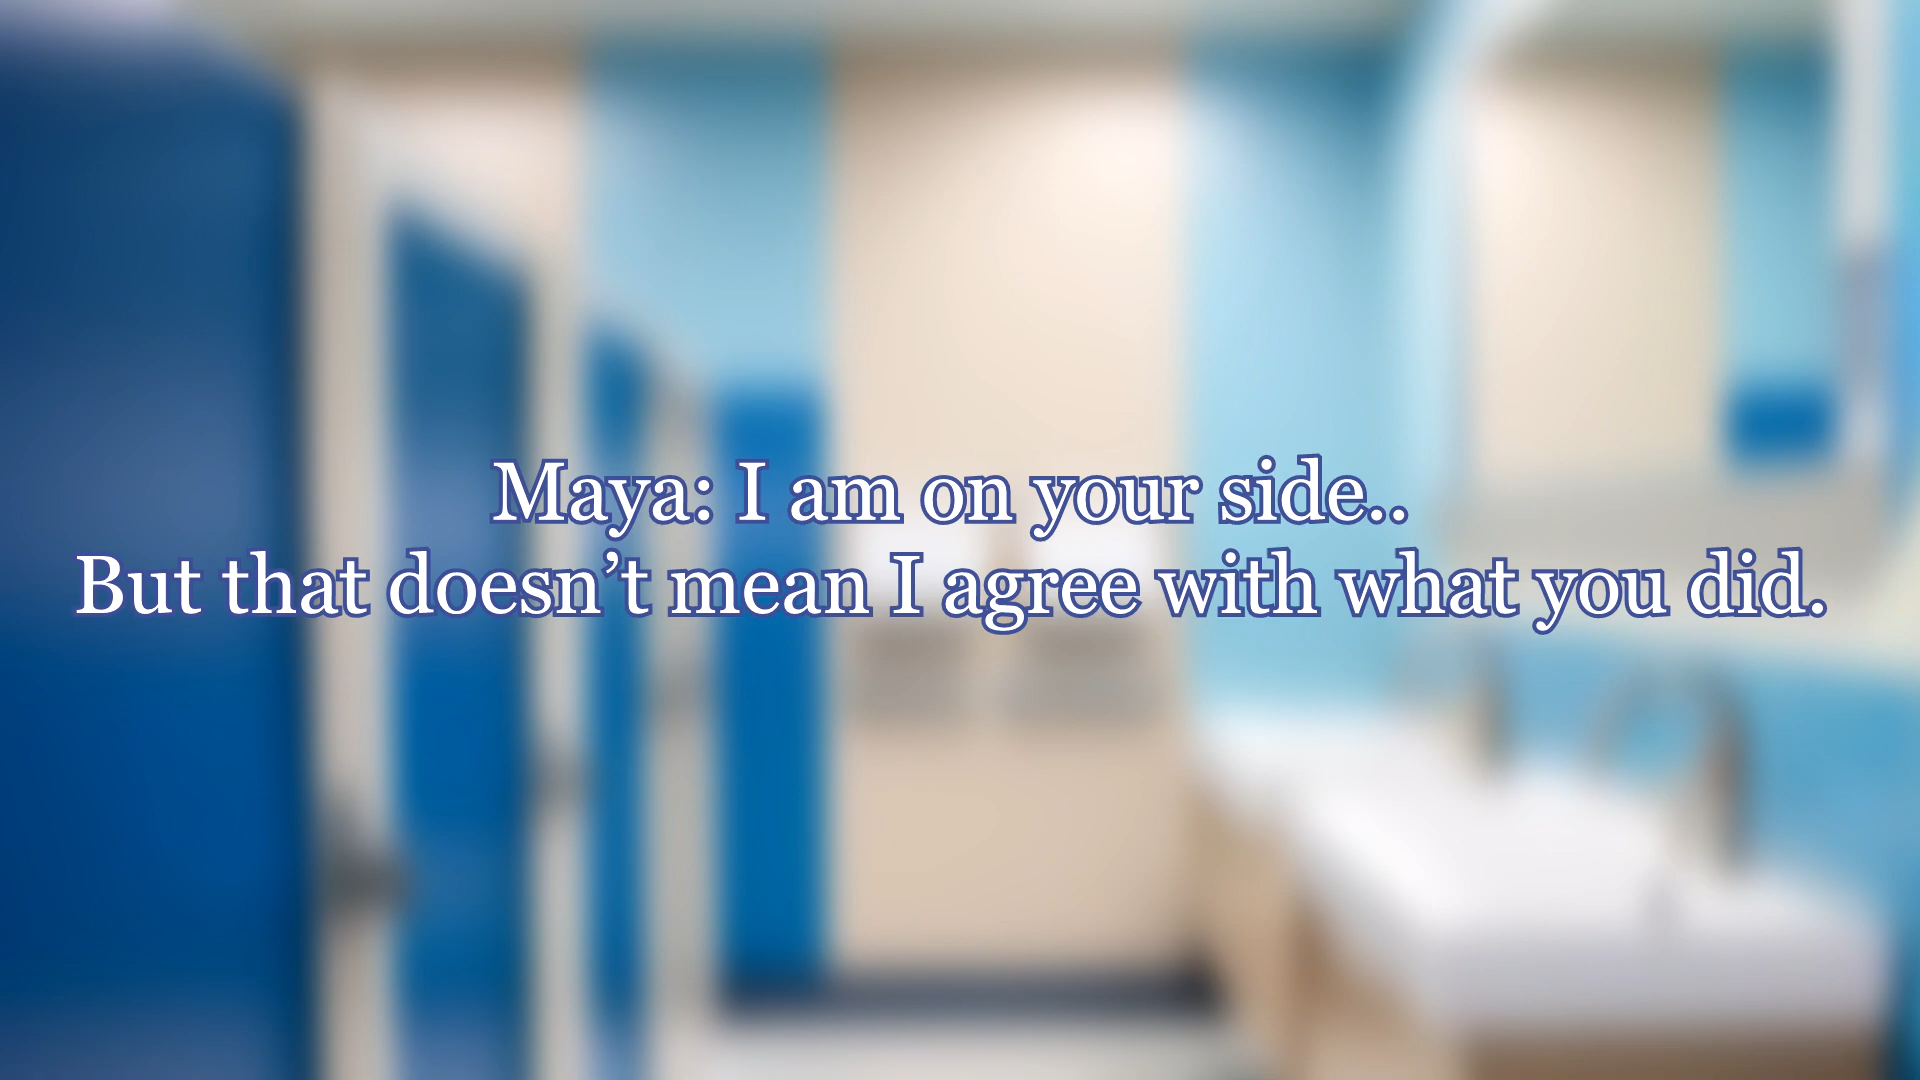 Maya: I am on your side..
But that doesn’t mean I agree with what you did.